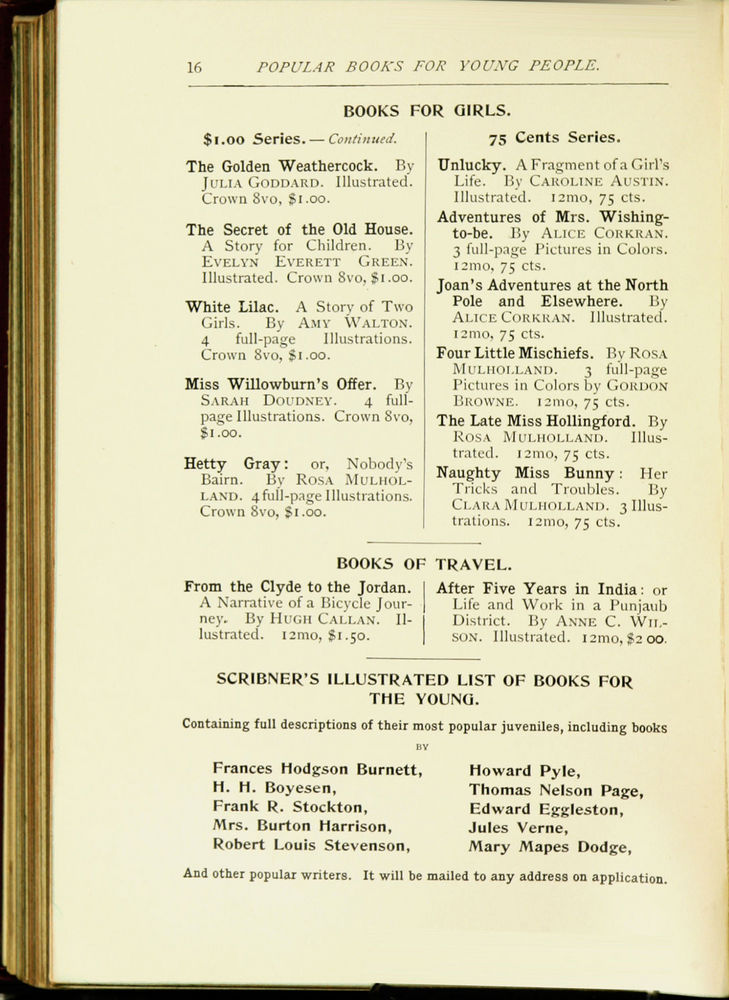 16 POPULAR BOOKS FOR YOUNG PEOPLE.
BOOKS FOR GIRLS.
$1.00 Series. — Continued.
The Golden Weathercock. By
JULIA GODDARD. Illustrated.
Crown 8vo, $1.00.
The Secret of the Old House.
A Story for Children. By
EVELYN EVERETT GREEN.
Illustrated. Crown 8vo, $1.00.
White Lilac. A Story of Two
Girls. By AMY WALTON.
4 full-page Illustrations.
Crown 8vo, $1.00.
Miss Willowburn's Offer. By
SARAH DOUDNEY. 4 full-
page Illustrations. Crown 8vo,
$1.00.
Hetty Gray: or, Nobody's
Bairn. By ROSA MULHOL-
LAND. 4 full-page Illustrations.
Crown 8vo, $1.00.
75 Cents Series.
Unlucky. A Fragment of a Girl's
Life. By CAROLINE AUSTIN.
Illustrated. 12mo, 75 cts.
Adventures of Mrs. Wishing-
to-be. By ALICE CORKRAN.
3 full-page Pictures in Colors.
12mo, 75 cts.
Joan's Adventures at the North
Pole and Elsewhere. By
ALICE CORKRAN. Illustrated.
12mo, 75 cts.
Four Little Mischiefs. By ROSA
MULHOLLAND. 3 full-page
Pictures in Colors by GORDON
BROWNE. 12mo, 75 cts.
The Late Miss Hollingford. By
ROSA MULHOLLAND. Illus-
trated. 12mo, 75 cts.
Naughty Miss Bunny: Her
Tricks and Troubles. By
CLARA MULHOLLAND. 3 Illus-
trations. 12mo, 75 cts.
BOOKS OF TRAVEL.
From the Clyde to the Jordan.
A Narrative of a Bicycle Jour-
ney. By HUGH CALLAN. Il-
lustrated. 12mo, $1.50.
After Five Years in India: or
Life and Work in a Punjaub
District. By ANNE C. WIL-
SON. Illustrated. 12mo, $2 00.
SCRIBNER'S ILLUSTRATED LIST OF BOOKS FOR
THE YOUNG.
Containing full descriptions of their most popular juveniles, including books
BY
Frances Hodgson Burnett,
H. H. Boyesen,
Frank R. Stockton,
Mrs. Burton Harrison,
Robert Louis Stevenson,
Howard Pyle,
Thomas Nelson Page,
Edward Eggleston,
Jules Verne,
Mary Mapes Dodge,
And other popular writers. It will be mailed to any address on application.